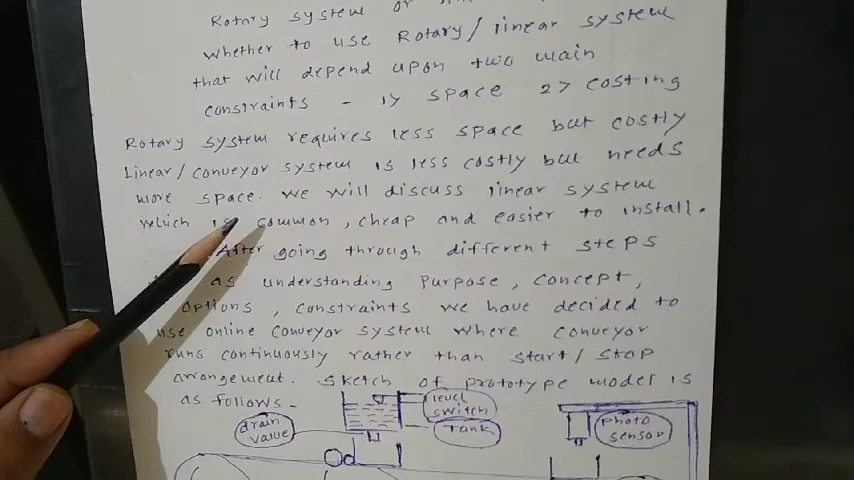 Rotary system or
whether to use Rotary/linear system
that will depend upon two main
constraints - 1> space 2> costing
Rotary system requires less space but costly
Linear/conveyor system is less costly but needs
more space. we will discuss linear system
which is common, cheap and easier to install.
After going through different steps
as understanding purpose, concept,
options, constraints we have decided to
use online conveyor system where conveyor
runs continuously rather than start/stop
arrangement. sketch of prototype model is
as follows-
level
switch
Tank
drain
valve
photo
sensor